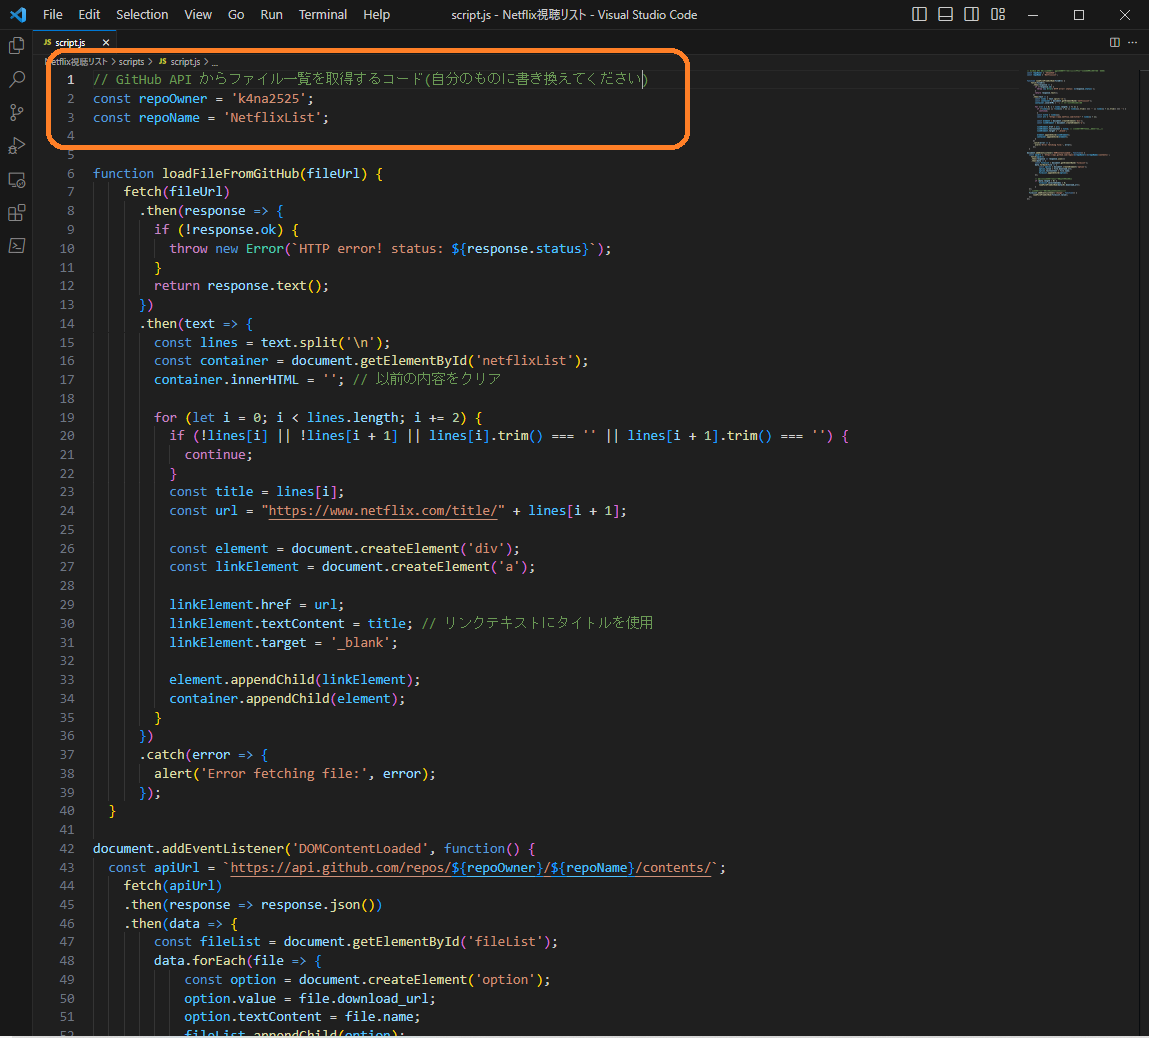 File Edit Selection View Go Run Terminal Help script.js - Netflix視聴リスト - Visual Studio Code
JS script.js
Netflix視聴リスト > scripts > JS script.js > ...
1 // GitHub API からファイル一覧を取得するコード(自分のものに書き換えてください)
2 const repoOwner = 'k4na2525';
3 const repoName = 'NetflixList';
4
5
6 function loadFileFromGitHub(fileUrl) {
7 fetch(fileUrl)
8 .then(response => {
9 if (!response.ok) {
10 throw new Error(`HTTP error! status: ${response.status}`);
11 }
12 return response.text();
13 })
14 .then(text => {
15 const lines = text.split('\n');
16 const container = document.getElementById('netflixList');
17 container.innerHTML = ''; // 以前の内容をクリア
18
19 for (let i = 0; i < lines.length; i += 2) {
20 if (!lines[i] || !lines[i + 1] || lines[i].trim() === '' || lines[i + 1].trim() === '') {
21 continue;
22 }
23 const title = lines[i];
24 const url = "https://www.netflix.com/title/" + lines[i + 1];
25
26 const element = document.createElement('div');
27 const linkElement = document.createElement('a');
28
29 linkElement.href = url;
30 linkElement.textContent = title; // リンクテキストにタイトルを使用
31 linkElement.target = '_blank';
32
33 element.appendChild(linkElement);
34 container.appendChild(element);
35 }
36 })
37 .catch(error => {
38 alert('Error fetching file:', error);
39 });
40 }
41
42 document.addEventListener('DOMContentLoaded', function() {
43 const apiUrl = `https://api.github.com/repos/${repoOwner}/${repoName}/contents/`;
44 fetch(apiUrl)
45 .then(response => response.json())
46 .then(data => {
47 const fileList = document.getElementById('fileList');
48 data.forEach(file => {
49 const option = document.createElement('option');
50 option.value = file.download_url;
51 option.textContent = file.name;
52 fileList.appendChild(option);